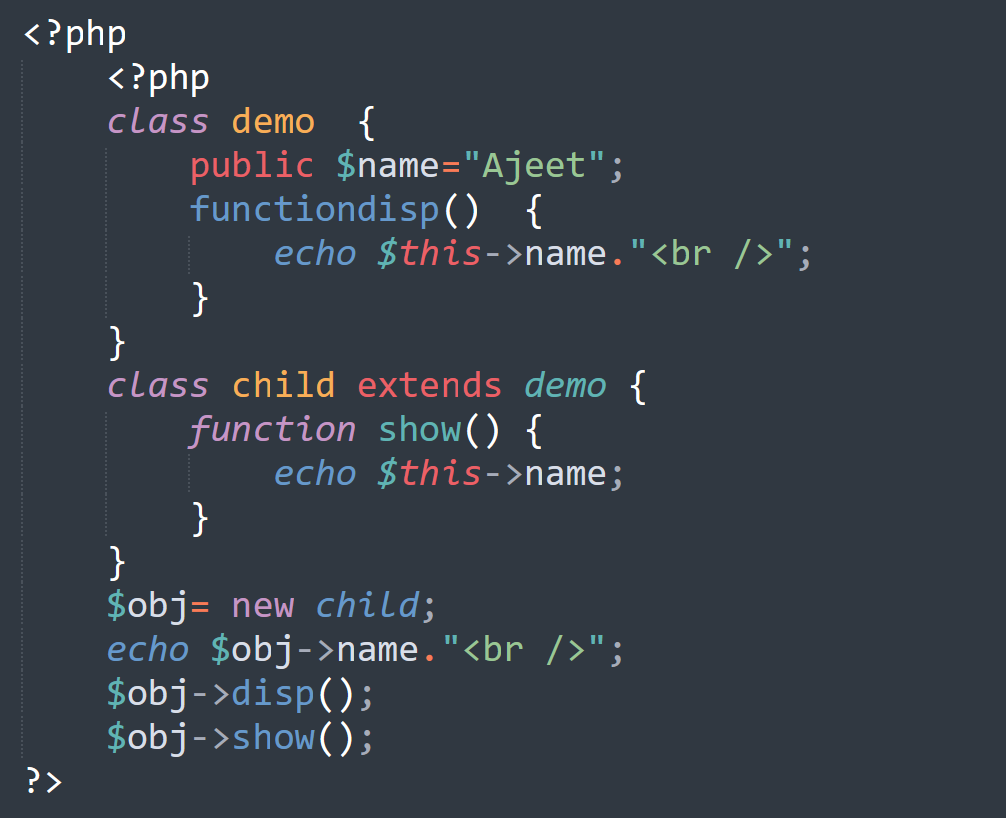 <?php
<?php
class demo  {
public $name="Ajeet";
functiondisp()  {
echo $this->name."<br />";
}
}
class child extends demo {
function show() {
echo $this->name;
}
}
$obj= new child;
echo $obj->name."<br />";
$obj->disp();
$obj->show();
?>